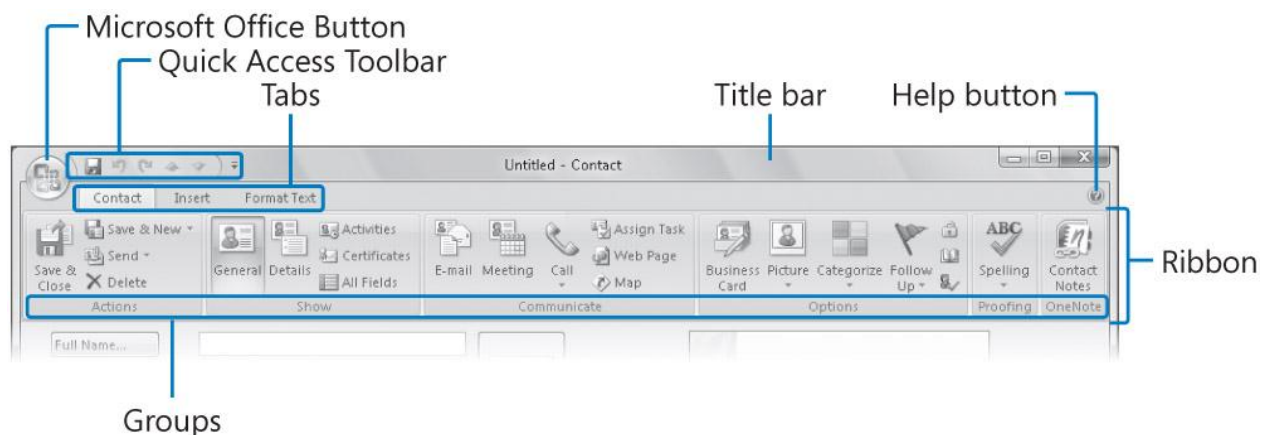 Microsoft Office Button
Quick Access Toolbar
Tabs
Title bar
Help button
Untitled - Contact
Contact Insert Format Text
Save & Close
Save & New
Send
Delete
General
Details
Activities
Certificates
All Fields
E-mail
Meeting
Call
Assign Task
Web Page
Map
Business Card
Picture
Categorize
Follow Up
ABC
Spelling
Contact Notes
Ribbon
Actions Show Communicate Options Proofing OneNote
Full Name...
Groups